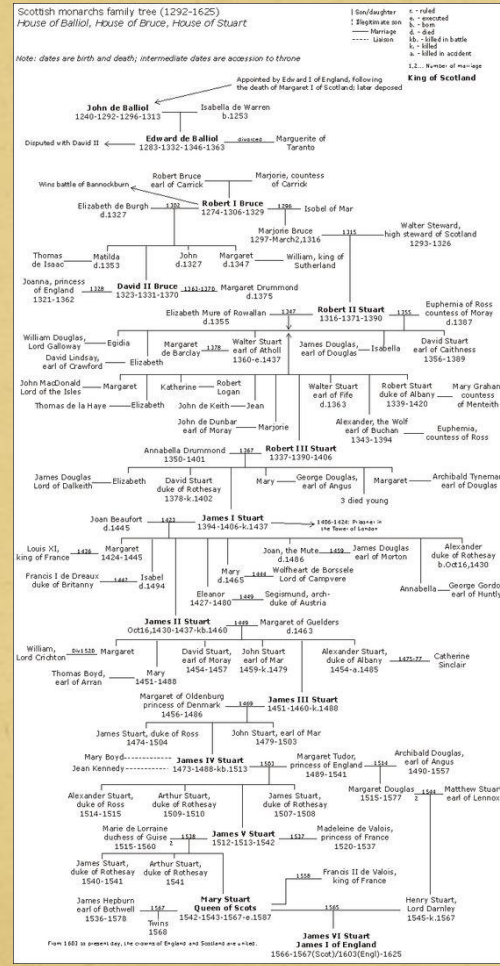 Scottish monarchs family tree (1292-1625)
House of Balliol, House of Bruce, House of Stuart
Note: dates are birth and death; intermediate dates are accession to throne
Son/daughter
Illegitimate son
Marriage
Liaison
r. - ruled
e. - executed
b. - born
d. - died
kb. - killed in battle
k. - killed
a. - killed in accident
1,2... Number of marriage
King of Scotland
Appointed by Edward I of England, following
the death of Margaret I of Scotland; later deposed
John de Balliol
1240-1292-1296-1313
Isabella de Warren
b.1253
Disputed with David II
Edward de Balliol
1283-1332-1346-1363
divorced
Marguerite of
Taranto
Robert Bruce
earl of Carrick
Marjorie, countess
of Carrick
Wins battle of Bannockburn
Elizabeth de Burgh
d.1327
1302
Robert I Bruce
1274-1306-1329
1296
Isobel of Mar
Marjorie Bruce
1297-March2,1316
1315
Walter Steward,
high steward of Scotland
1293-1326
Thomas
de Isaac
Matilda
d.1353
John
d.1327
Margaret
d.1347
William, king of
Sutherland
Joanna, princess
of England
1321-1362
1328
David II Bruce
1323-1331-1370
1363-1370
Margaret Drummond
d.1375
Elizabeth Mure of Rowallan
d.1355
1347
Robert II Stuart
1316-1371-1390
1355
Euphemia of Ross
countess of Moray
d.1387
William Douglas,
Lord Galloway
Egidia
David Lindsay,
earl of Crawford
Elizabeth
Margaret
de Barclay
1378
Walter Stuart
earl of Atholl
1360-e.1437
James Douglas,
earl of Douglas
Isabella
David Stuart
earl of Caithness
1356-1389
John MacDonald
Lord of the Isles
Margaret
Katherine
Robert
Logan
Walter Stuart
earl of Fife
d.1363
Robert Stuart
duke of Albany
1339-1420
Mary Graham
countess
of Menteith
Thomas de la Haye
Elizabeth
John de Keith
Jean
John de Dunbar
earl of Moray
Marjorie
Alexander, the Wolf
earl of Buchan
1343-1394
Euphemia,
countess of Ross
Annabella Drummond
1350-1401
1367
Robert III Stuart
1337-1390-1406
James Douglas
Lord of Dalkeith
Elizabeth
David Stuart
duke of Rothesay
1378-k.1402
Mary
George Douglas,
earl of Angus
3 died young
Margaret
Archibald Tyneman
earl of Douglas
Joan Beaufort
d.1445
1423
James I Stuart
1394-1406-k.1437
1406-1424: Prisoner in
the Tower of London
Louis XI,
king of France
1436
Margaret
1424-1445
Joan, the Mute
d.1486
1459
James Douglas
earl of Morton
Alexander
duke of Rothesay
b.Oct16,1430
Francis I de Dreaux
duke of Britanny
1442
Isabel
d.1494
Mary
d.1465
1444
Wolfheart de Borssele
Lord of Campvere
Annabella
George Gordo
earl of Huntly
Eleanor
1427-1480
1449
Segismund, arch-
duke of Austria
James II Stuart
Oct16,1430-1437-kb.1460
1449
Margaret of Guelders
d.1463
William,
Lord Crichton
Div1520
Margaret
Thomas Boyd,
earl of Arran
Mary
1451-1488
David Stuart,
earl of Moray
1454-1457
John Stuart
earl of Mar
1459-k.1479
Alexander Stuart,
duke of Albany
1454-a.1485
1475-77
Catherine
Sinclair
Margaret of Oldenburg
princess of Denmark
1456-1486
1469
James III Stuart
1451-1460-k.1488
James Stuart, duke of Ross
1474-1504
John Stuart, earl of Mar
1479-1503
Mary Boyd
Jean Kennedy
James IV Stuart
1473-1488-kb.1513
1503
Margaret Tudor,
princess of England
1489-1541
1514
Archibald Douglas,
earl of Angus
1490-1557
Alexander Stuart,
duke of Ross
1514-1515
Arthur Stuart,
duke of Rothesay
1509-1510
James Stuart,
duke of Rothesay
1507-1508
Margaret Douglas
1515-1577
1544
2
Matthew Stuart
earl of Lennox
Marie de Lorraine
duchess of Guise
1515-1560
1538
2
James V Stuart
1512-1513-1542
1537
Madeleine de Valois,
princess of France
1520-1537
James Stuart,
duke of Rothesay
1540-1541
Arthur Stuart,
duke of Rothesay
1541
1558
Francis II de Valois,
king of France
James Hepburn
earl of Bothwell
1536-1578
1567
Twins
1568
Mary Stuart
Queen of Scots
1542-1543-1567-e.1587
1565
Henry Stuart,
Lord Darnley
1545-k.1567
From 1603 to present day, the crowns of England and Scotland are united.
James VI Stuart
James I of England
1566-1567(Scot)/1603(Engl)-1625